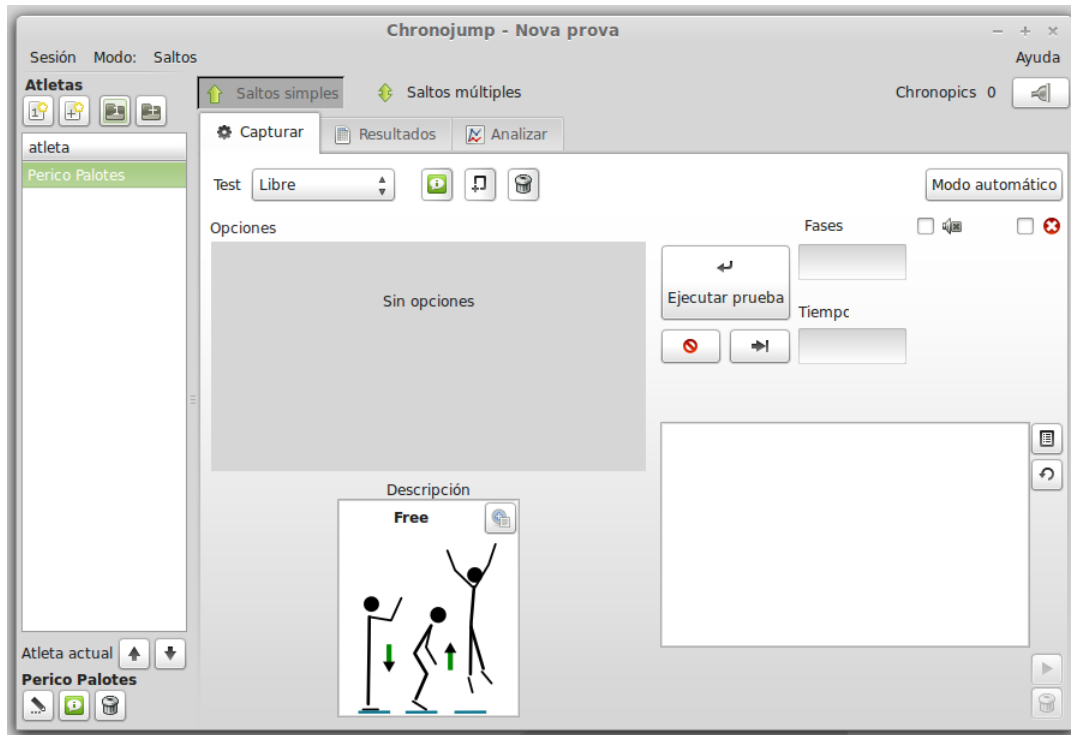 Chronojump - Nova prova
Sesión Modo: Saltos Ayuda
Atletas
Saltos simples Saltos múltiples Chronopics 0
Capturar Resultados Analizar
atleta
Perico Palotes
Test Libre Modo automático
Opciones Fases
Sin opciones
Ejecutar prueba
Tiempo
Descripción
Free
Atleta actual
Perico Palotes